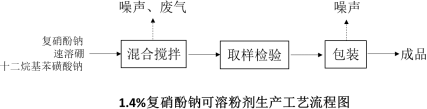 噪声、废气
噪声
复硝酚钠
速溶硼
十二烷基苯磺酸钠
混合搅拌
取样检验
包装
成品
1.4%复硝酚钠可溶粉剂生产工艺流程图